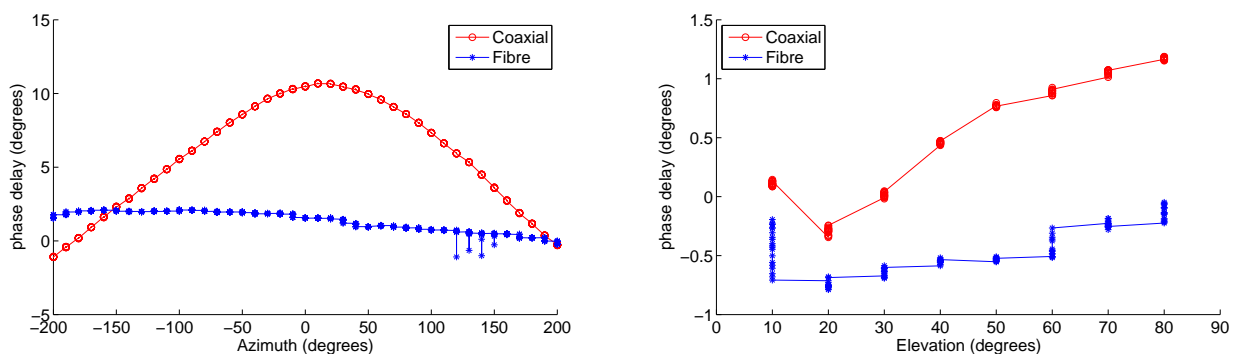 15
10
5
0
−5
phase delay (degrees)
−200 −150 −100 −50 0 50 100 150 200
Azimuth (degrees)
Coaxial
Fibre
1.5
1
0.5
0
−0.5
−1
phase delay (degrees)
0 10 20 30 40 50 60 70 80 90
Elevation (degrees)
Coaxial
Fibre